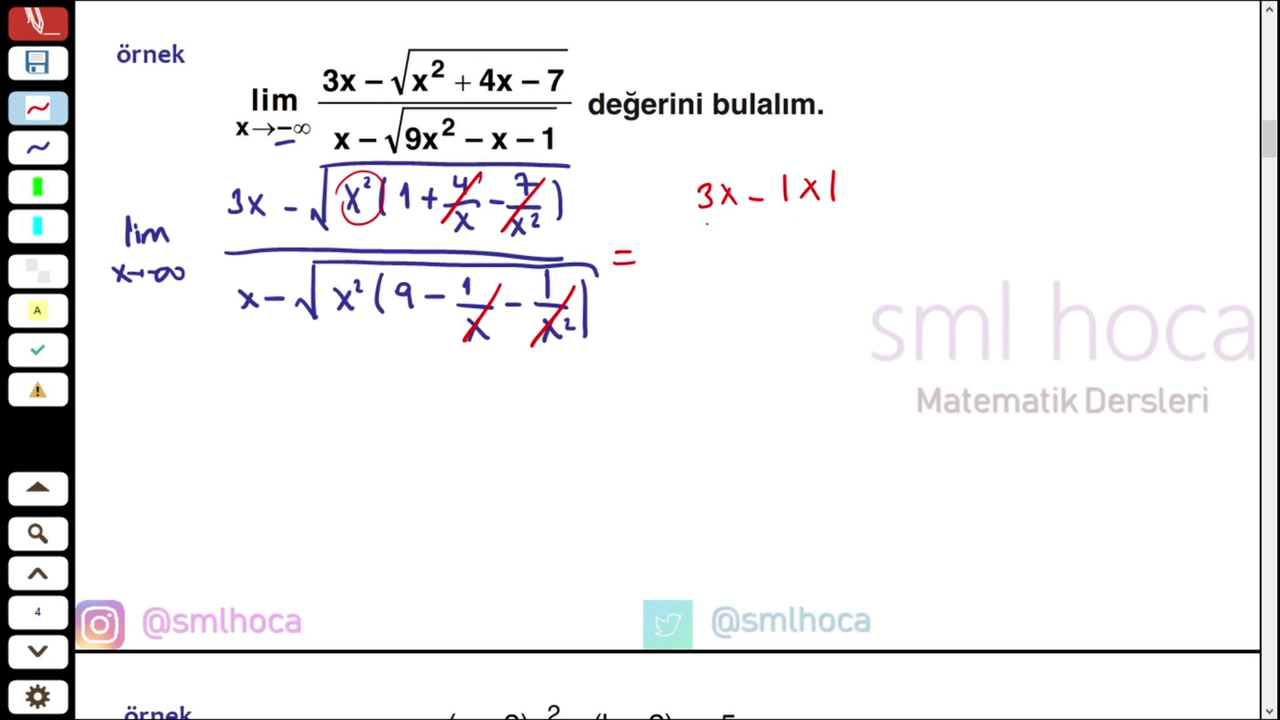 örnek
lim x→−∞ (3x − √(x² + 4x − 7)) / (x − √(9x² − x − 1)) değerini bulalım.
lim x→−∞ (3x − √(x²(1 + 4/x − 7/x²))) / (x − √(x²(9 − 1/x − 1/x²))) = 3x − |x|
sml hoca
Matematik Dersleri
A
4
@smlhoca
@smlhoca
örnek